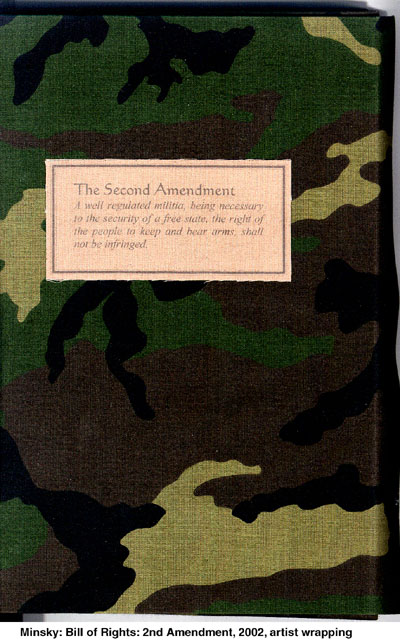 The Second Amendment
A well regulated militia, being necessary
to the security of a free state, the right of
the people to keep and bear arms, shall
not be infringed.
Minsky: Bill of Rights: 2nd Amendment, 2002, artist wrapping